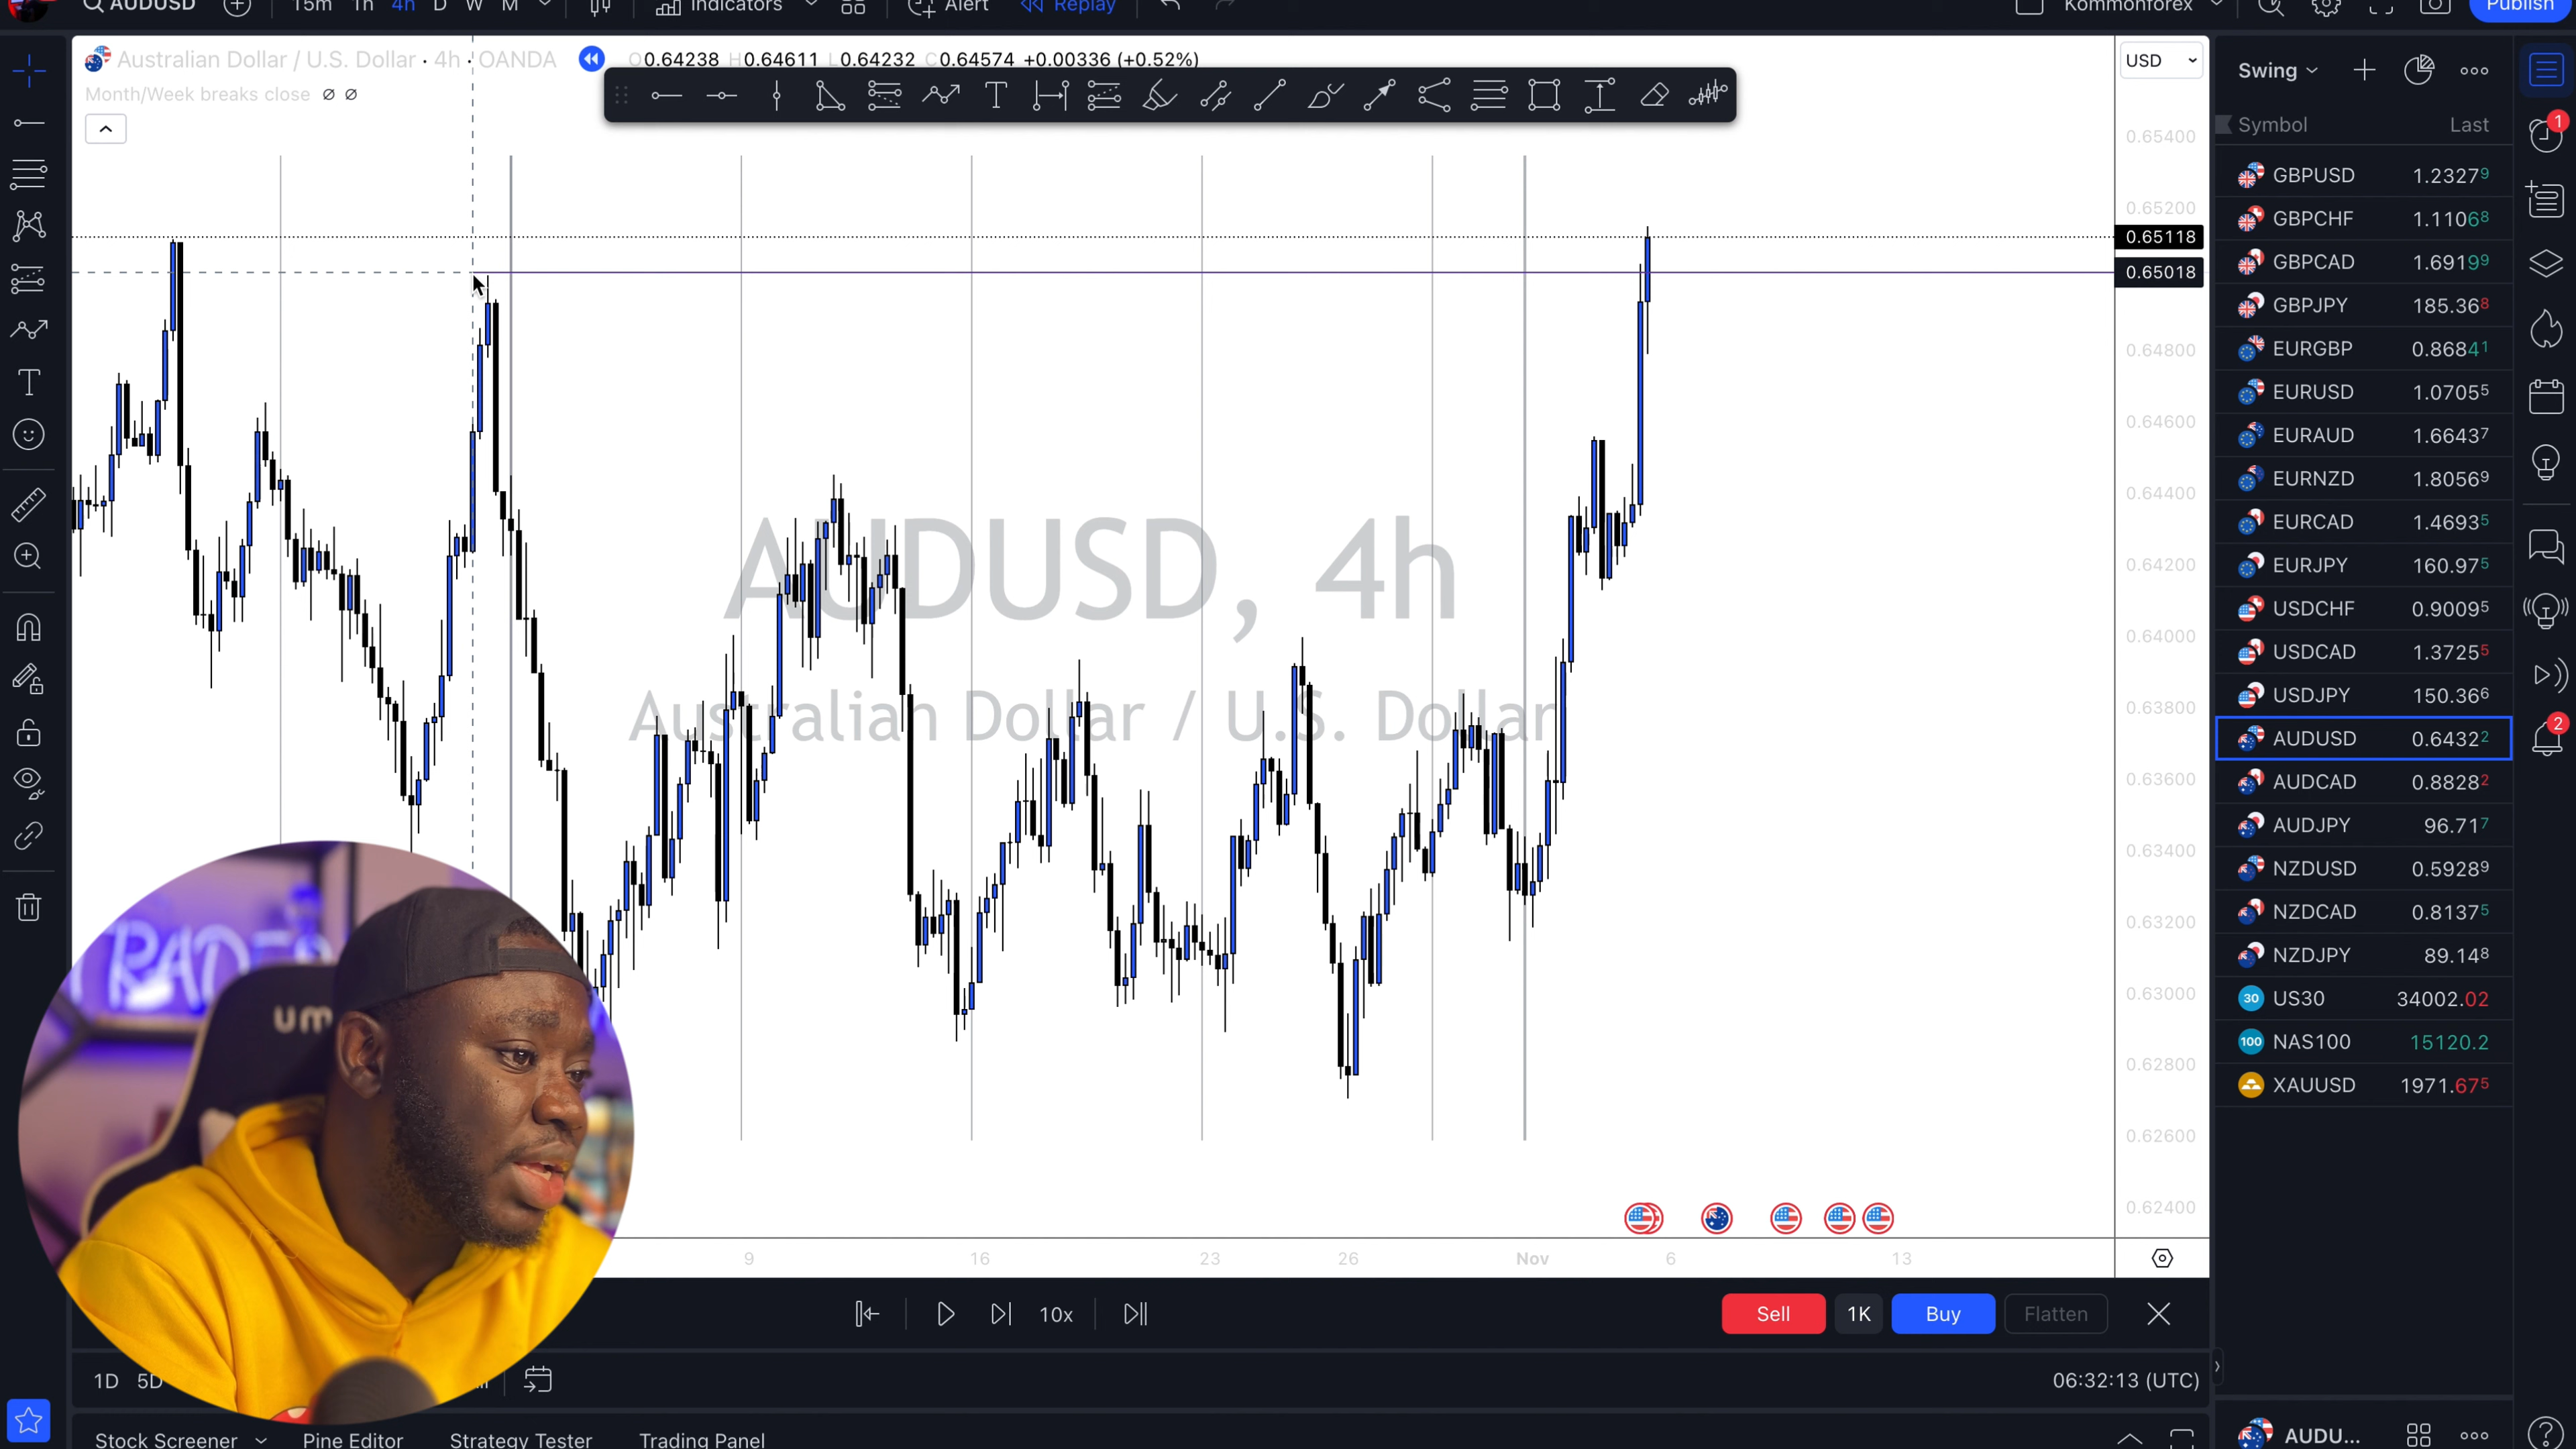 AUDUSD 15m 1h 4h D W M Indicators Alert Replay Kommonforex Publish
Australian Dollar / U.S. Dollar · 4h · OANDA O0.64238 H0.64611 L0.64232 C0.64574 +0.00336 (+0.52%)
Month/Week breaks close
USD
0.65400
0.65200
0.65118
0.65018
0.64800
0.64600
0.64400
0.64200
0.64000
0.63800
0.63600
0.63400
0.63200
0.63000
0.62800
0.62600
0.62400
AUDUSD, 4h
Australian Dollar / U.S. Dollar
9 16 23 26 Nov 6 13
10x
Sell 1K Buy Flatten
1D 5D
06:32:13 (UTC)
Stock Screener Pine Editor Strategy Tester Trading Panel
Swing
Symbol Last
GBPUSD 1.23279
GBPCHF 1.11068
GBPCAD 1.69199
GBPJPY 185.368
EURGBP 0.86841
EURUSD 1.07055
EURAUD 1.66437
EURNZD 1.80569
EURCAD 1.46935
EURJPY 160.975
USDCHF 0.90095
USDCAD 1.37255
USDJPY 150.366
AUDUSD 0.64322
AUDCAD 0.88282
AUDJPY 96.717
NZDUSD 0.59289
NZDCAD 0.81375
NZDJPY 89.148
30 US30 34002.02
100 NAS100 15120.2
XAUUSD 1971.675
AUDU...
1
2
um